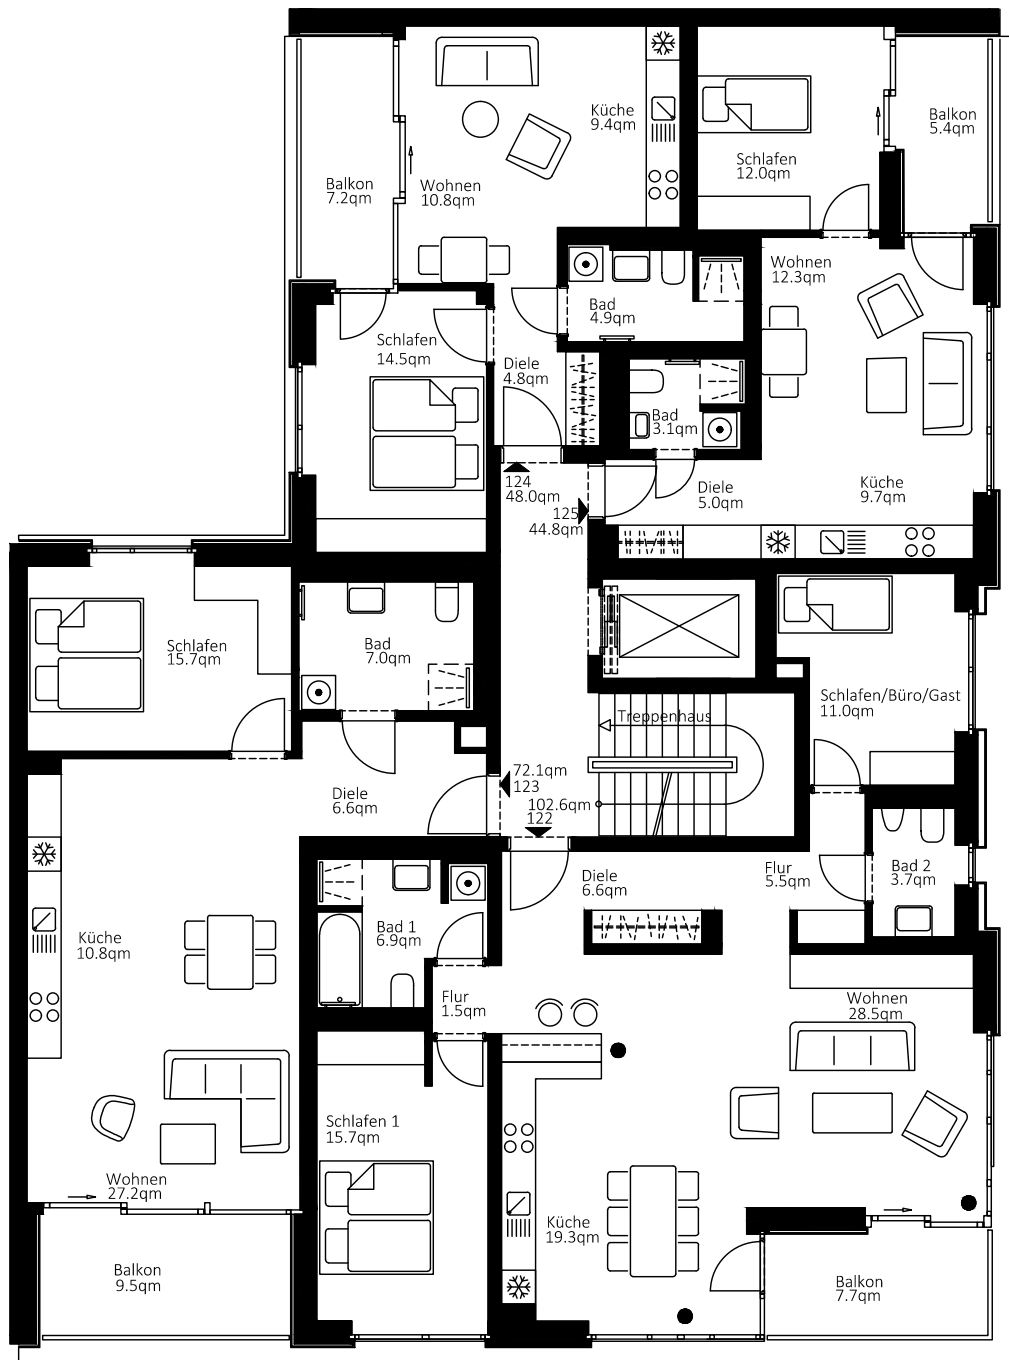 Küche
9.4qm
Balkon
5.4qm
Schlafen
12.0qm
Balkon
7.2qm
Wohnen
10.8qm
Wohnen
12.3qm
Bad
4.9qm
Schlafen
14.5qm
Diele
4.8qm
Bad
3.1qm
124
48.0qm
125
44.8qm
Diele
5.0qm
Küche
9.7qm
Schlafen
15.7qm
Bad
7.0qm
Schlafen/Büro/Gast
11.0qm
Treppenhaus
72.1qm
123
102.6qm
122
Diele
6.6qm
Diele
6.6qm
Flur
5.5qm
Bad 2
3.7qm
Küche
10.8qm
Bad 1
6.9qm
Flur
1.5qm
Wohnen
28.5qm
Schlafen 1
15.7qm
Wohnen
27.2qm
Küche
19.3qm
Balkon
9.5qm
Balkon
7.7qm